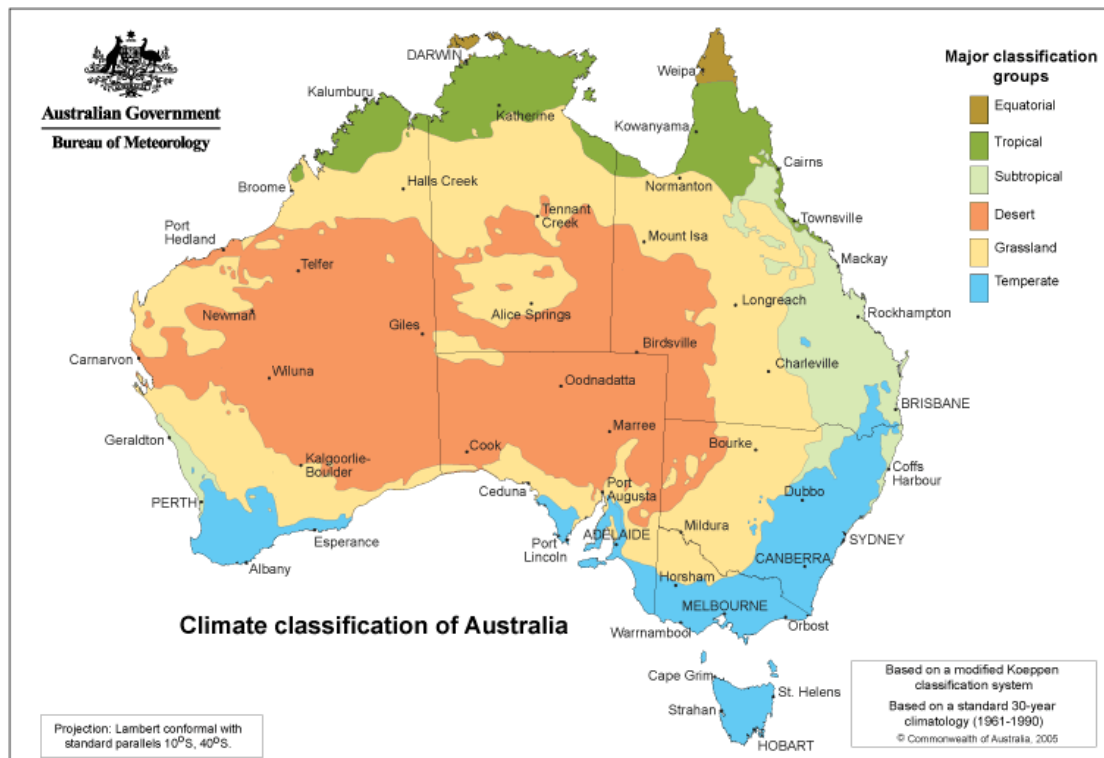 Australian Government
Bureau of Meteorology
Major classification
groups
Equatorial
Tropical
Subtropical
Desert
Grassland
Temperate
DARWIN
Weipa
Kalumburu
Katherine
Kowanyama
Cairns
Broome
Halls Creek
Normanton
Port
Hedland
Tennant
Creek
Townsville
Mount Isa
Mackay
Telfer
Newman
Alice Springs
Longreach
Rockhampton
Giles
Carnarvon
Birdsville
Wiluna
Oodnadatta
Charleville
BRISBANE
Geraldton
Marree
Cook
Bourke
Kalgoorlie-
Boulder
Coffs
Harbour
PERTH
Ceduna
Port
Augusta
Dubbo
Esperance
Port
Lincoln
ADELAIDE
Mildura
SYDNEY
Albany
CANBERRA
Horsham
MELBOURNE
Warrnambool
Orbost
Climate classification of Australia
Cape Grim
St. Helens
Strahan
HOBART
Based on a modified Koeppen
classification system
Based on a standard 30-year
climatology (1961-1990)
© Commonwealth of Australia, 2005
Projection: Lambert conformal with
standard parallels 10°S, 40°S.